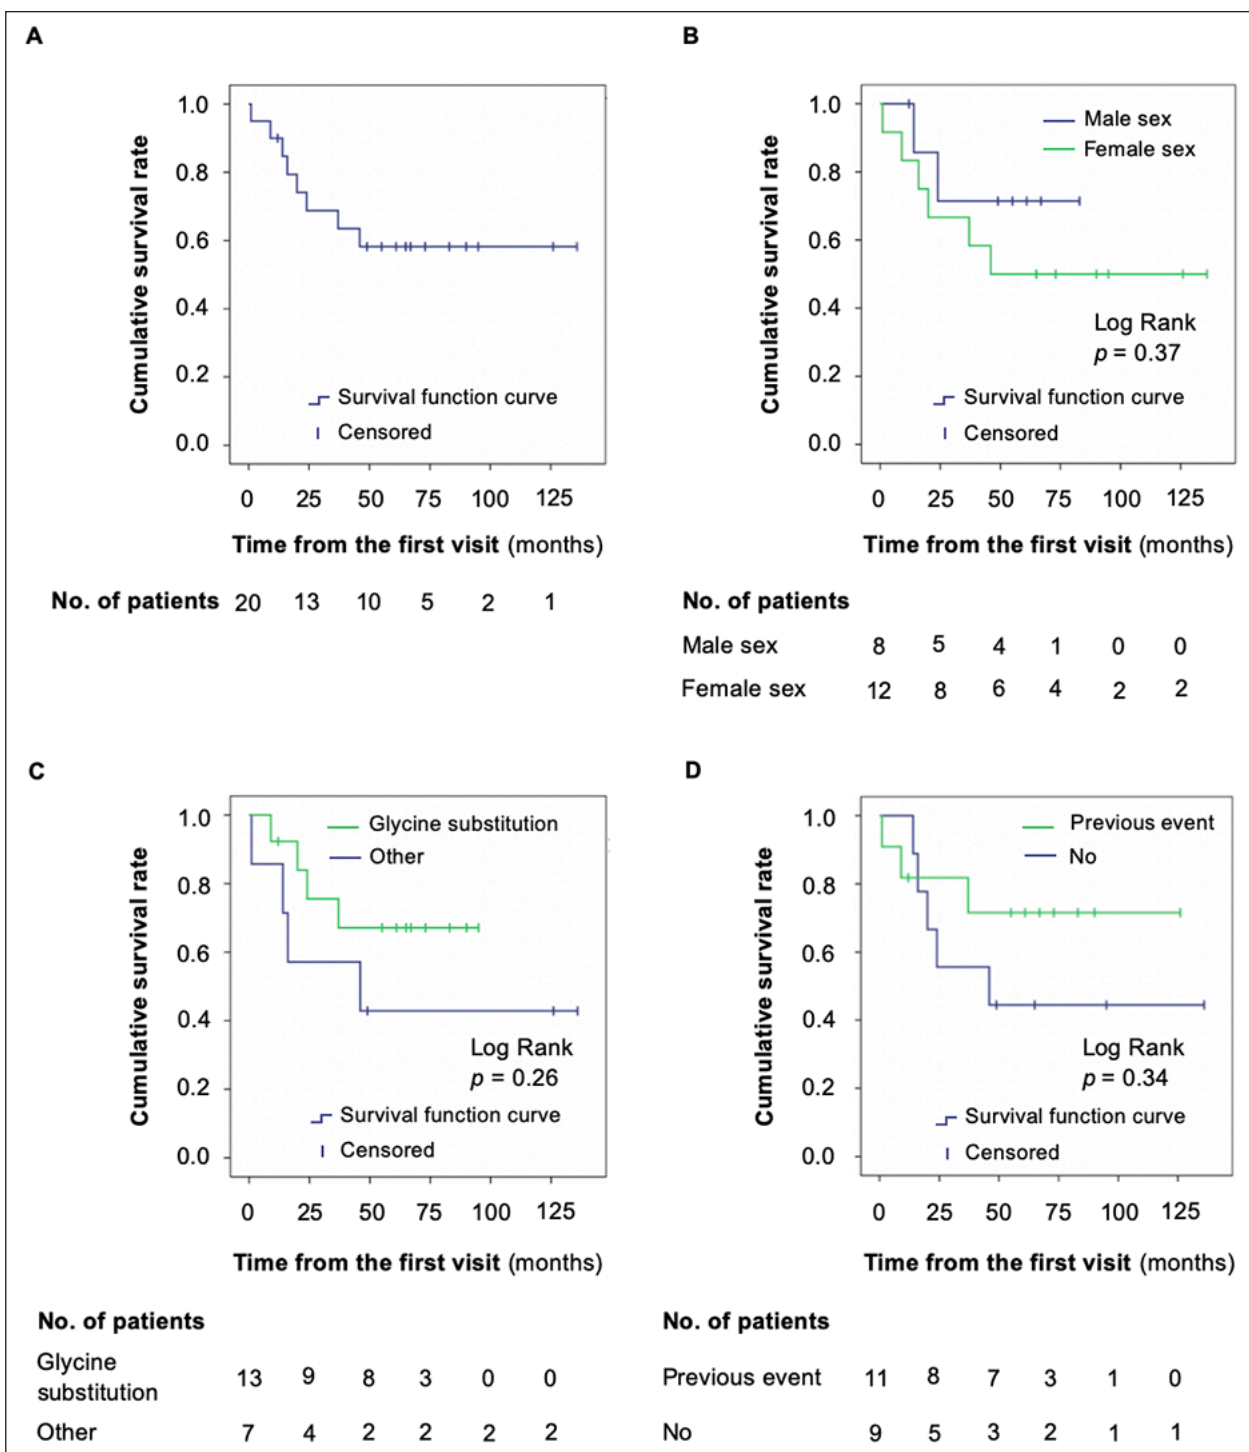 A
Cumulative survival rate
1.0
0.8
0.6
0.4
0.2
0.0
Survival function curve
Censored
0 25 50 75 100 125
Time from the first visit (months)
No. of patients 20 13 10 5 2 1
B
Cumulative survival rate
1.0
0.8
0.6
0.4
0.2
0.0
Male sex
Female sex
Log Rank
p = 0.37
Survival function curve
Censored
0 25 50 75 100 125
Time from the first visit (months)
No. of patients
Male sex 8 5 4 1 0 0
Female sex 12 8 6 4 2 2
C
Cumulative survival rate
1.0
0.8
0.6
0.4
0.2
0.0
Glycine substitution
Other
Log Rank
p = 0.26
Survival function curve
Censored
0 25 50 75 100 125
Time from the first visit (months)
No. of patients
Glycine
substitution 13 9 8 3 0 0
Other 7 4 2 2 2 2
D
Cumulative survival rate
1.0
0.8
0.6
0.4
0.2
0.0
Previous event
No
Log Rank
p = 0.34
Survival function curve
Censored
0 25 50 75 100 125
Time from the first visit (months)
No. of patients
Previous event 11 8 7 3 1 0
No 9 5 3 2 1 1